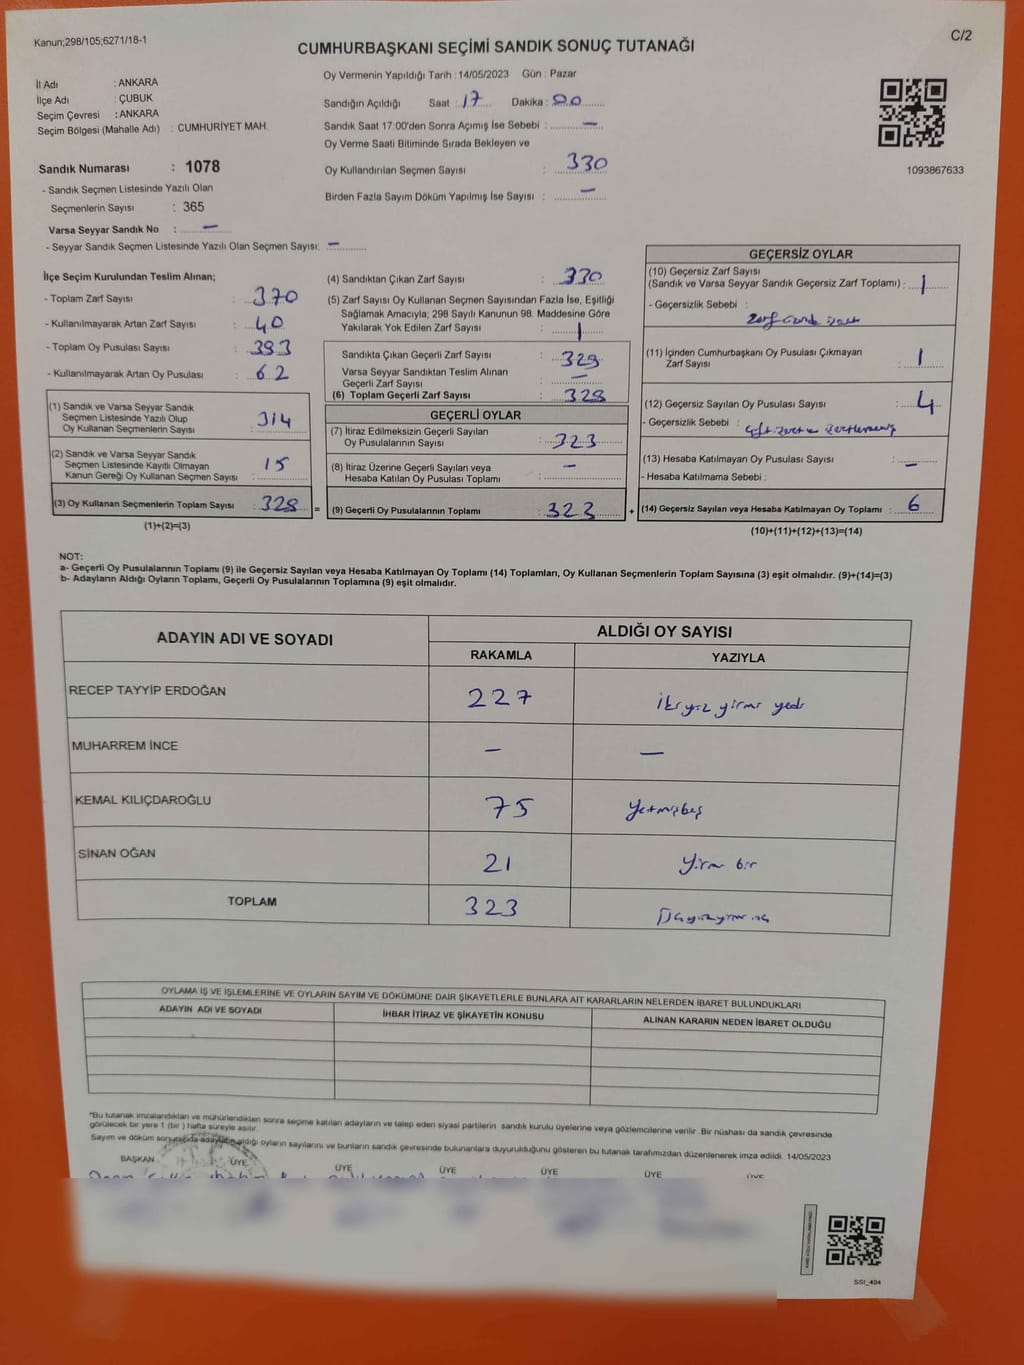 Kanun;298/105;6271/18-1
C/2
CUMHURBAŞKANI SEÇİMİ SANDIK SONUÇ TUTANAĞI
İl Adı : ANKARA
İlçe Adı : ÇUBUK
Seçim Çevresi : ANKARA
Seçim Bölgesi (Mahalle Adı) : CUMHURİYET MAH.
Sandık Numarası : 1078
- Sandık Seçmen Listesinde Yazılı Olan
Seçmenlerin Sayısı : 365
Varsa Seyyar Sandık No : —
- Seyyar Sandık Seçmen Listesinde Yazılı Olan Seçmen Sayısı: —
Oy Vermenin Yapıldığı Tarih : 14/05/2023 Gün : Pazar
Sandığın Açıldığı Saat : 17 Dakika : 00
Sandık Saat 17:00'den Sonra Açımış İse Sebebi : —
Oy Verme Saati Bitiminde Sırada Bekleyen ve
Oy Kullandırılan Seçmen Sayısı : 330
Birden Fazla Sayım Döküm Yapılmış İse Sayısı : —
1093867633
İlçe Seçim Kurulundan Teslim Alınan;
- Toplam Zarf Sayısı : 370
- Kullanılmayarak Artan Zarf Sayısı : 40
- Toplam Oy Pusulası Sayısı : 393
- Kullanılmayarak Artan Oy Pusulası : 62
(1) Sandık ve Varsa Seyyar Sandık
Seçmen Listesinde Yazılı Olup
Oy Kullanan Seçmenlerin Sayısı : 314
(2) Sandık ve Varsa Seyyar Sandık
Seçmen Listesinde Kayıtlı Olmayan
Kanun Gereği Oy Kullanan Seçmen Sayısı : 15
(3) Oy Kullanan Seçmenlerin Toplam Sayısı : 328 =
(1)+(2)=(3)
(4) Sandıktan Çıkan Zarf Sayısı : 330
(5) Zarf Sayısı Oy Kullanan Seçmen Sayısından Fazla İse, Eşitliği
Sağlamak Amacıyla; 298 Sayılı Kanunun 98. Maddesine Göre
Yakılarak Yok Edilen Zarf Sayısı : 1
Sandıkta Çıkan Geçerli Zarf Sayısı : 329
Varsa Seyyar Sandıktan Teslim Alınan
Geçerli Zarf Sayısı : —
(6) Toplam Geçerli Zarf Sayısı : 328
GEÇERLİ OYLAR
(7) İtiraz Edilmeksizin Geçerli Sayılan
Oy Pusulalarının Sayısı : 323
(8) İtiraz Üzerine Geçerli Sayılan veya
Hesaba Katılan Oy Pusulası Toplamı : —
(9) Geçerli Oy Pusulalarının Toplamı : 323 +
GEÇERSİZ OYLAR
(10) Geçersiz Zarf Sayısı
(Sandık ve Varsa Seyyar Sandık Geçersiz Zarf Toplamı) : 1
- Geçersizlik Sebebi :
(11) İçinden Cumhurbaşkanı Oy Pusulası Çıkmayan
Zarf Sayısı : 1
(12) Geçersiz Sayılan Oy Pusulası Sayısı : 4
- Geçersizlik Sebebi :
(13) Hesaba Katılmayan Oy Pusulası Sayısı : —
- Hesaba Katılmama Sebebi :
(14) Geçersiz Sayılan veya Hesaba Katılmayan Oy Toplamı : 6
(10)+(11)+(12)+(13)=(14)
NOT:
a- Geçerli Oy Pusulalarının Toplamı (9) ile Geçersiz Sayılan veya Hesaba Katılmayan Oy Toplamı (14) Toplamları, Oy Kullanan Seçmenlerin Toplam Sayısına (3) eşit olmalıdır. (9)+(14)=(3)
b- Adayların Aldığı Oyların Toplamı, Geçerli Oy Pusulalarının Toplamına (9) eşit olmalıdır.
ADAYIN ADI VE SOYADI
ALDIĞI OY SAYISI
RAKAMLA YAZIYLA
RECEP TAYYİP ERDOĞAN 227 ikiyüz yirmi yedi
MUHARREM İNCE — —
KEMAL KILIÇDAROĞLU 75 Yetmişbeş
SİNAN OĞAN 21 Yirmi bir
TOPLAM 323 Üçyüzyirmi üç
OYLAMA İŞ VE İŞLEMLERİNE VE OYLARIN SAYIM VE DÖKÜMÜNE DAİR ŞİKAYETLERLE BUNLARA AİT KARARLARIN NELERDEN İBARET BULUNDUKLARI
ADAYIN ADI VE SOYADI İHBAR İTİRAZ VE ŞİKAYETİN KONUSU ALINAN KARARIN NEDEN İBARET OLDUĞU
*Bu tutanak imzalandıktan ve mühürlendikten sonra seçime katılan adayların ve talep eden siyasi partilerin sandık kurulu üyelerine veya gözlemcilerine verilir. Bir nüshası da sandık çevresinde
görülecek bir yere 1 (bir) hafta süreyle asılır.
Sayım ve döküm sonucunda adayların aldığı oyların sayılarını ve bunların sandık çevresinde bulunanlara duyurulduğunu gösteren bu tutanak tarafımızdan düzenlenerek imza edildi. 14/05/2023
BAŞKAN ÜYE ÜYE ÜYE ÜYE ÜYE ÜYE
SSI_404